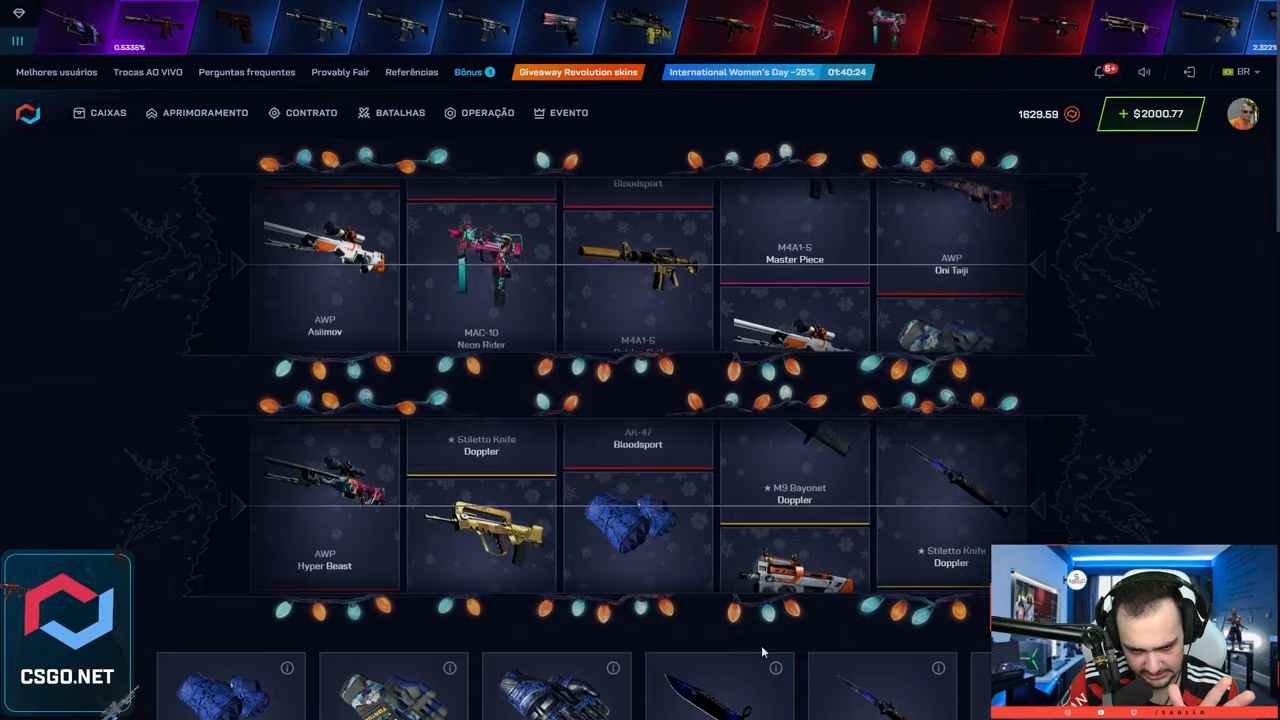 0.5335%
2.322%
Melhores usuários
Trocas AO VIVO
Perguntas frequentes
Provably Fair
Referências
Bônus 1
Giveaway Revolution skins
International Women's Day -25%
01:40:24
5+
BR
CAIXAS
APRIMORAMENTO
CONTRATO
BATALHAS
OPERAÇÃO
EVENTO
1629.59
+ $2000.77
Bloodsport
M4A1-S
Master Piece
AWP
Oni Taiji
AWP
Asiimov
MAC-10
Neon Rider
M4A1-S
★ Stiletto Knife
Doppler
AK-47
Bloodsport
★ M9 Bayonet
Doppler
AWP
Hyper Beast
★ Stiletto Knife
Doppler
CSGO.NET
/SAULLO